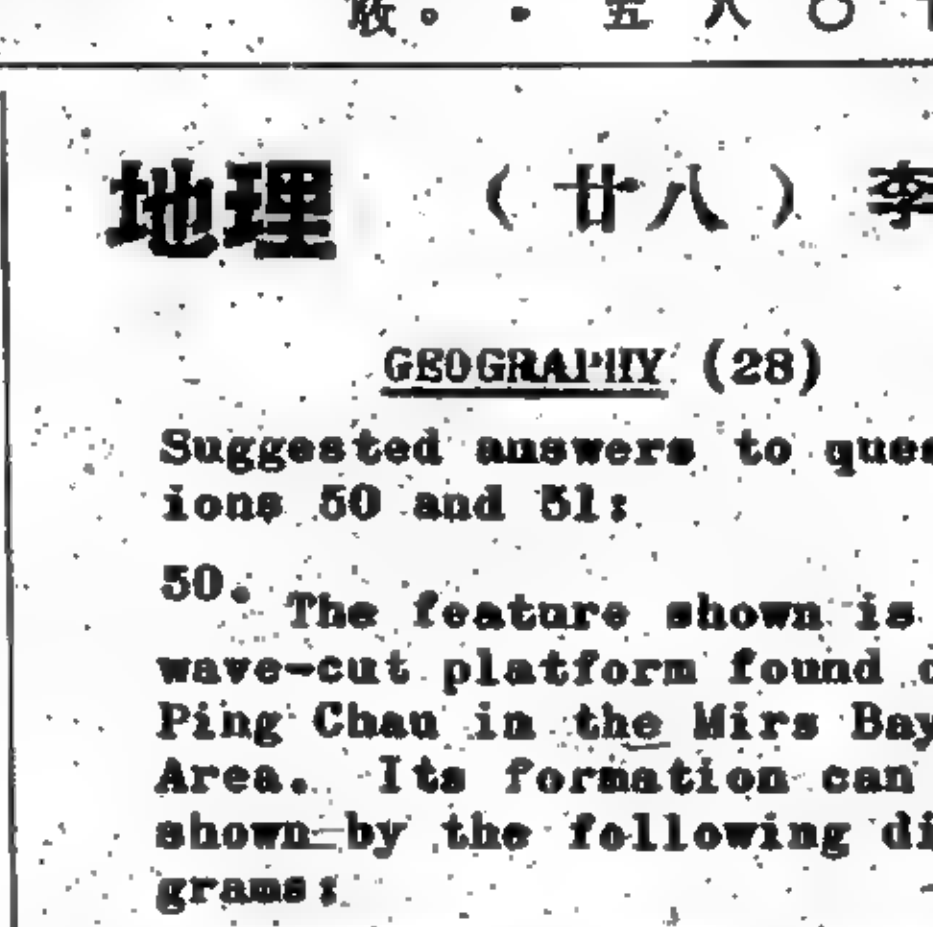 收。・五八〇
地理 （廿八）李
GEOGRAPHY (28)
Suggested answers to ques
ions 50 and 51:
50.
The feature shown is
wave-cut platform found
Ping Chau in the Mirs Bay
Area. Its formation can
shown by the following di
grams: